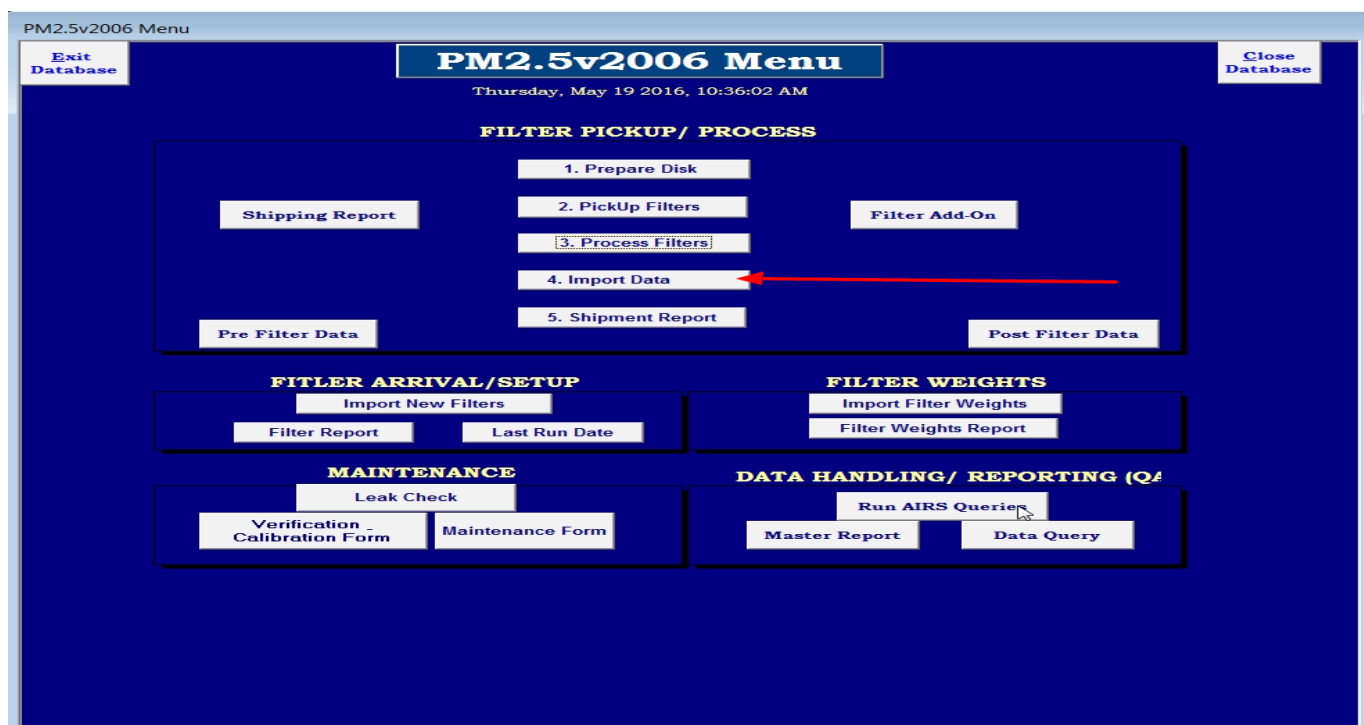 PM2.5v2006 Menu
Exit
Database
PM2.5v2006 Menu
Close
Database
Thursday, May 19 2016, 10:36:02 AM
FILTER PICKUP/ PROCESS
1. Prepare Disk
Shipping Report
2. PickUp Filters
Filter Add-On
3. Process Filters
4. Import Data
5. Shipment Report
Pre Filter Data
Post Filter Data
FITLER ARRIVAL/SETUP
Import New Filters
Filter Report
Last Run Date
FILTER WEIGHTS
Import Filter Weights
Filter Weights Report
MAINTENANCE
Leak Check
Verification -
Calibration Form
Maintenance Form
DATA HANDLING/ REPORTING (QA
Run AIRS Queries
Master Report
Data Query